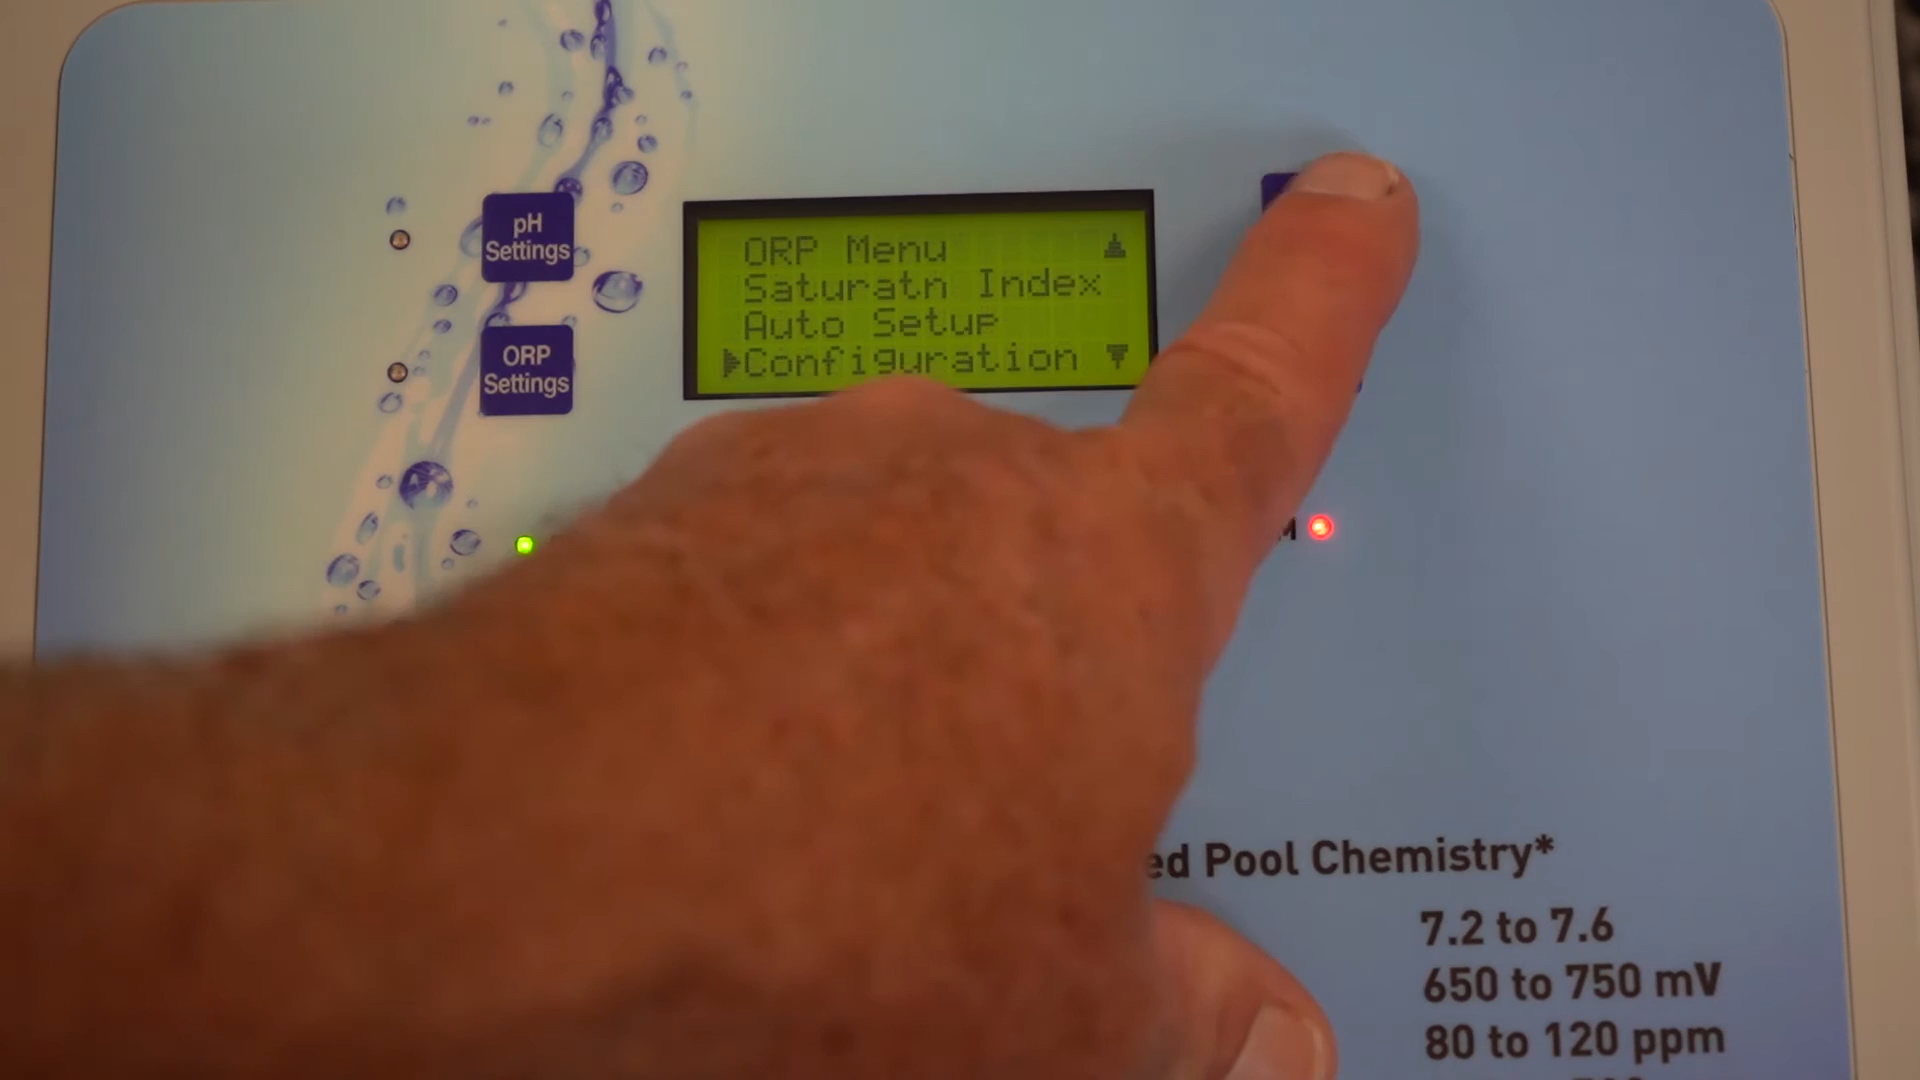 pH
Settings
ORP
Settings
ORP Menu
Saturatn Index
Auto Setup
Configuration
Pool Chemistry*
7.2 to 7.6
650 to 750 mV
80 to 120 ppm